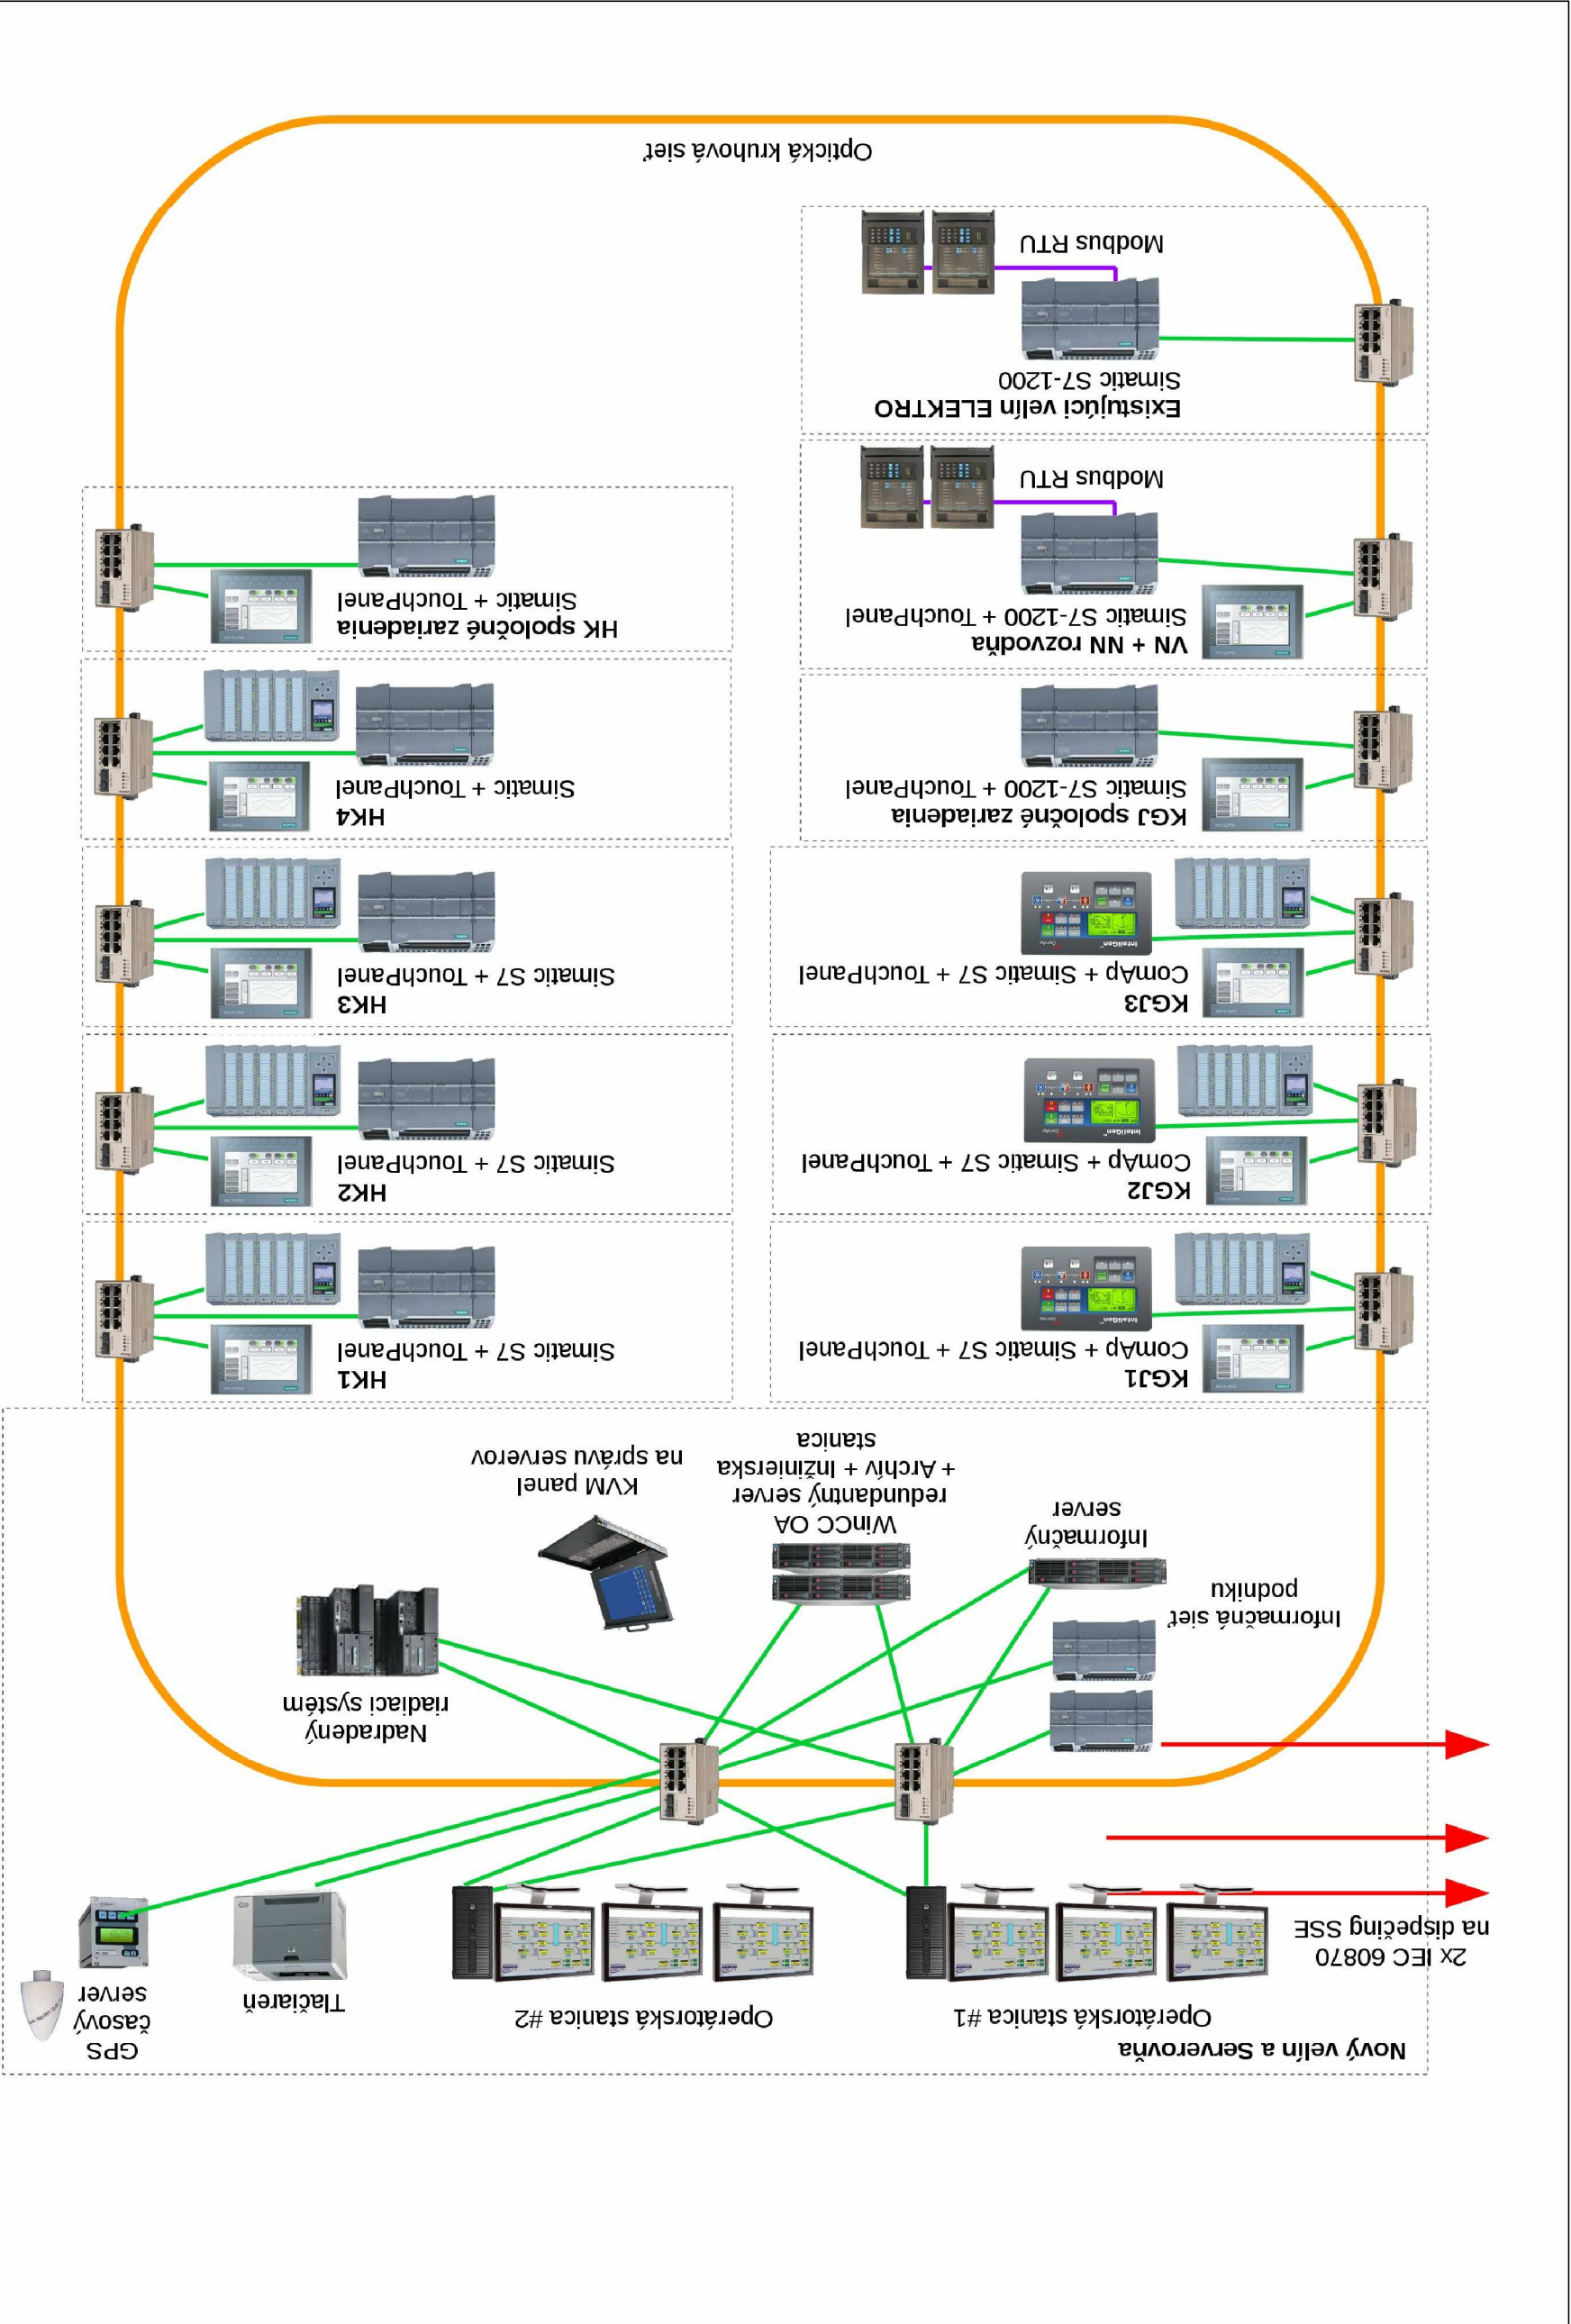 Nový velín a Serverovňa
Operátorská stanica #1
Operátorská stanica #2
Tlačiareň
GPS
časový
server
2x IEC 60870
na dispečing SSE
Nadradený
riadiaci systém
Informačná sieť
podniku
Informačný
server
WinCC OA
redundantný server
+ Archív + Inžinierska
stanica
KVM panel
na správu serverov
KGJ1
ComAp + Simatic S7 + TouchPanel
HK1
Simatic S7 + TouchPanel
KGJ2
ComAp + Simatic S7 + TouchPanel
HK2
Simatic S7 + TouchPanel
KGJ3
ComAp + Simatic S7 + TouchPanel
HK3
Simatic S7 + TouchPanel
KGJ spoločné zariadenia
Simatic S7-1200 + TouchPanel
HK4
Simatic + TouchPanel
VN + NN rozvodňa
Simatic S7-1200 + TouchPanel
Modbus RTU
HK spoločné zariadenia
Simatic + TouchPanel
Existujúci velín ELEKTRO
Simatic S7-1200
Modbus RTU
Optická kruhová sieť
InteliGen
InteliGen
InteliGen